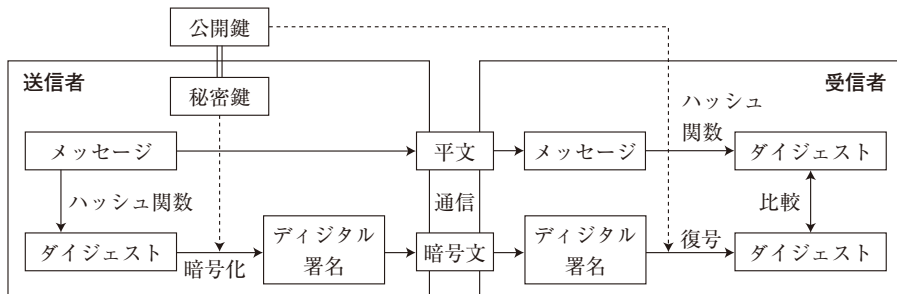 公開鍵
送信者
受信者
秘密鍵
ハッシュ
関数
メッセージ
平文
メッセージ
ダイジェスト
ハッシュ関数
通信
比較
ダイジェスト
暗号化
ディジタル
署名
暗号文
ディジタル
署名
復号
ダイジェスト